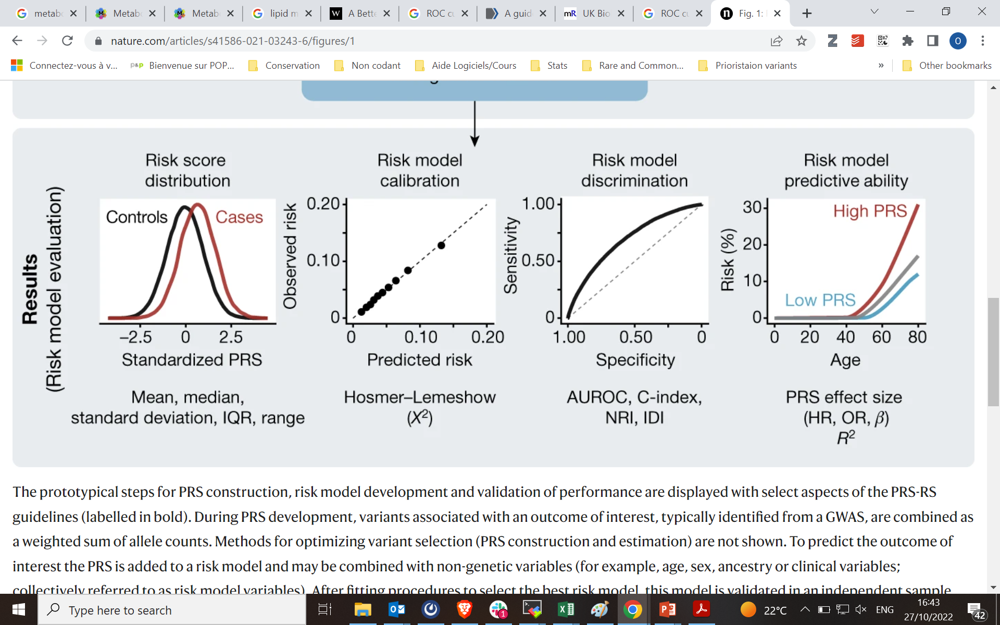 metabo
Metabo
Metab
lipid m
A Bette
ROC cu
A guid
UK Bio
ROC cu
Fig. 1:
nature.com/articles/s41586-021-03243-6/figures/1
Connectez-vous à v...
Bienvenue sur POP...
Conservation
Non codant
Aide Logiciels/Cours
Stats
Rare and Common...
Prioristaion variants
»
Other bookmarks
Results
(Risk model evaluation)
Risk score
distribution
Controls
Cases
−2.5 0 2.5
Standardized PRS
Mean, median,
standard deviation, IQR, range
Risk model
calibration
Observed risk
0.20
0.10
0
0 0.10 0.20
Predicted risk
Hosmer–Lemeshow
(X²)
Risk model
discrimination
Sensitivity
1.00
0.50
0
1.00 0.50 0
Specificity
AUROC, C-index,
NRI, IDI
Risk model
predictive ability
Risk (%)
30
20
10
0
High PRS
Low PRS
0 20 40 60 80
Age
PRS effect size
(HR, OR, β)
R²
The prototypical steps for PRS construction, risk model development and validation of performance are displayed with select aspects of the PRS-RS
guidelines (labelled in bold). During PRS development, variants associated with an outcome of interest, typically identified from a GWAS, are combined as
a weighted sum of allele counts. Methods for optimizing variant selection (PRS construction and estimation) are not shown. To predict the outcome of
interest the PRS is added to a risk model and may be combined with non-genetic variables (for example, age, sex, ancestry or clinical variables;
collectively referred to as risk model variables). After fitting procedures to select the best risk model, this model is validated in an independent sample
Type here to search
22°C
ENG
16:43
27/10/2022
42